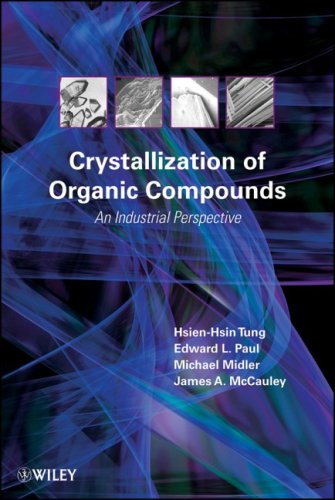 Crystallization of
Organic Compounds
An Industrial Perspective
Hsien-Hsin Tung
Edward L. Paul
Michael Midler
James A. McCauley
WILEY